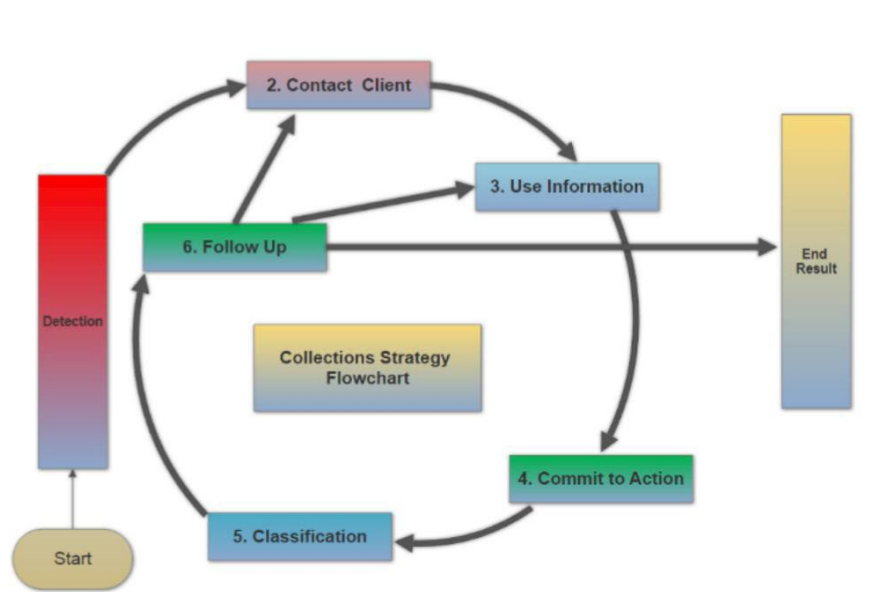 2. Contact Client
3. Use Information
6. Follow Up
End
Result
Detection
Collections Strategy
Flowchart
4. Commit to Action
5. Classification
Start